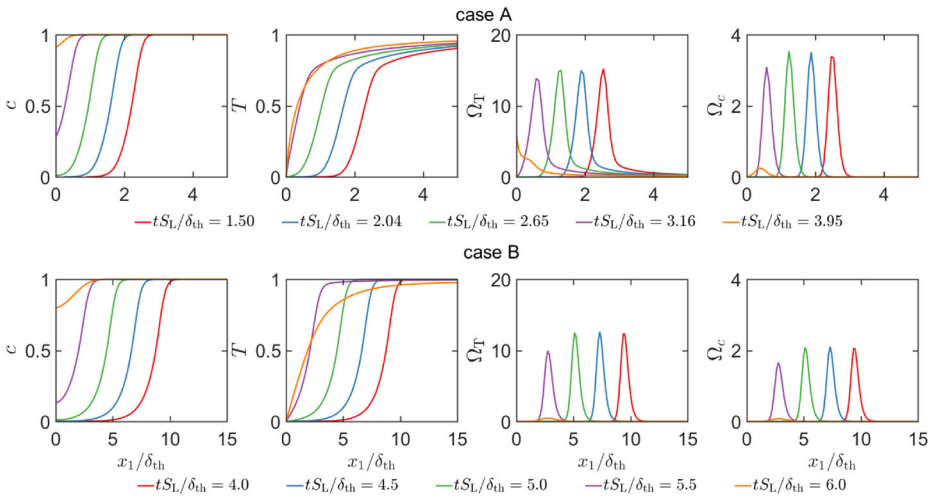 case A
1 1 20 4
c 0.5 T 0.5 Ω_T 10 Ω_c 2
0 0 0 0
0 2 4 0 2 4 0 2 4 0 2 4
tS_L/δ_th = 1.50 tS_L/δ_th = 2.04 tS_L/δ_th = 2.65 tS_L/δ_th = 3.16 tS_L/δ_th = 3.95
case B
1 1 20 4
c 0.5 T 0.5 Ω_T 10 Ω_c 2
0 0 0 0
0 5 10 15 0 5 10 15 0 5 10 15 0 5 10 15
x_1/δ_th x_1/δ_th x_1/δ_th x_1/δ_th
tS_L/δ_th = 4.0 tS_L/δ_th = 4.5 tS_L/δ_th = 5.0 tS_L/δ_th = 5.5 tS_L/δ_th = 6.0